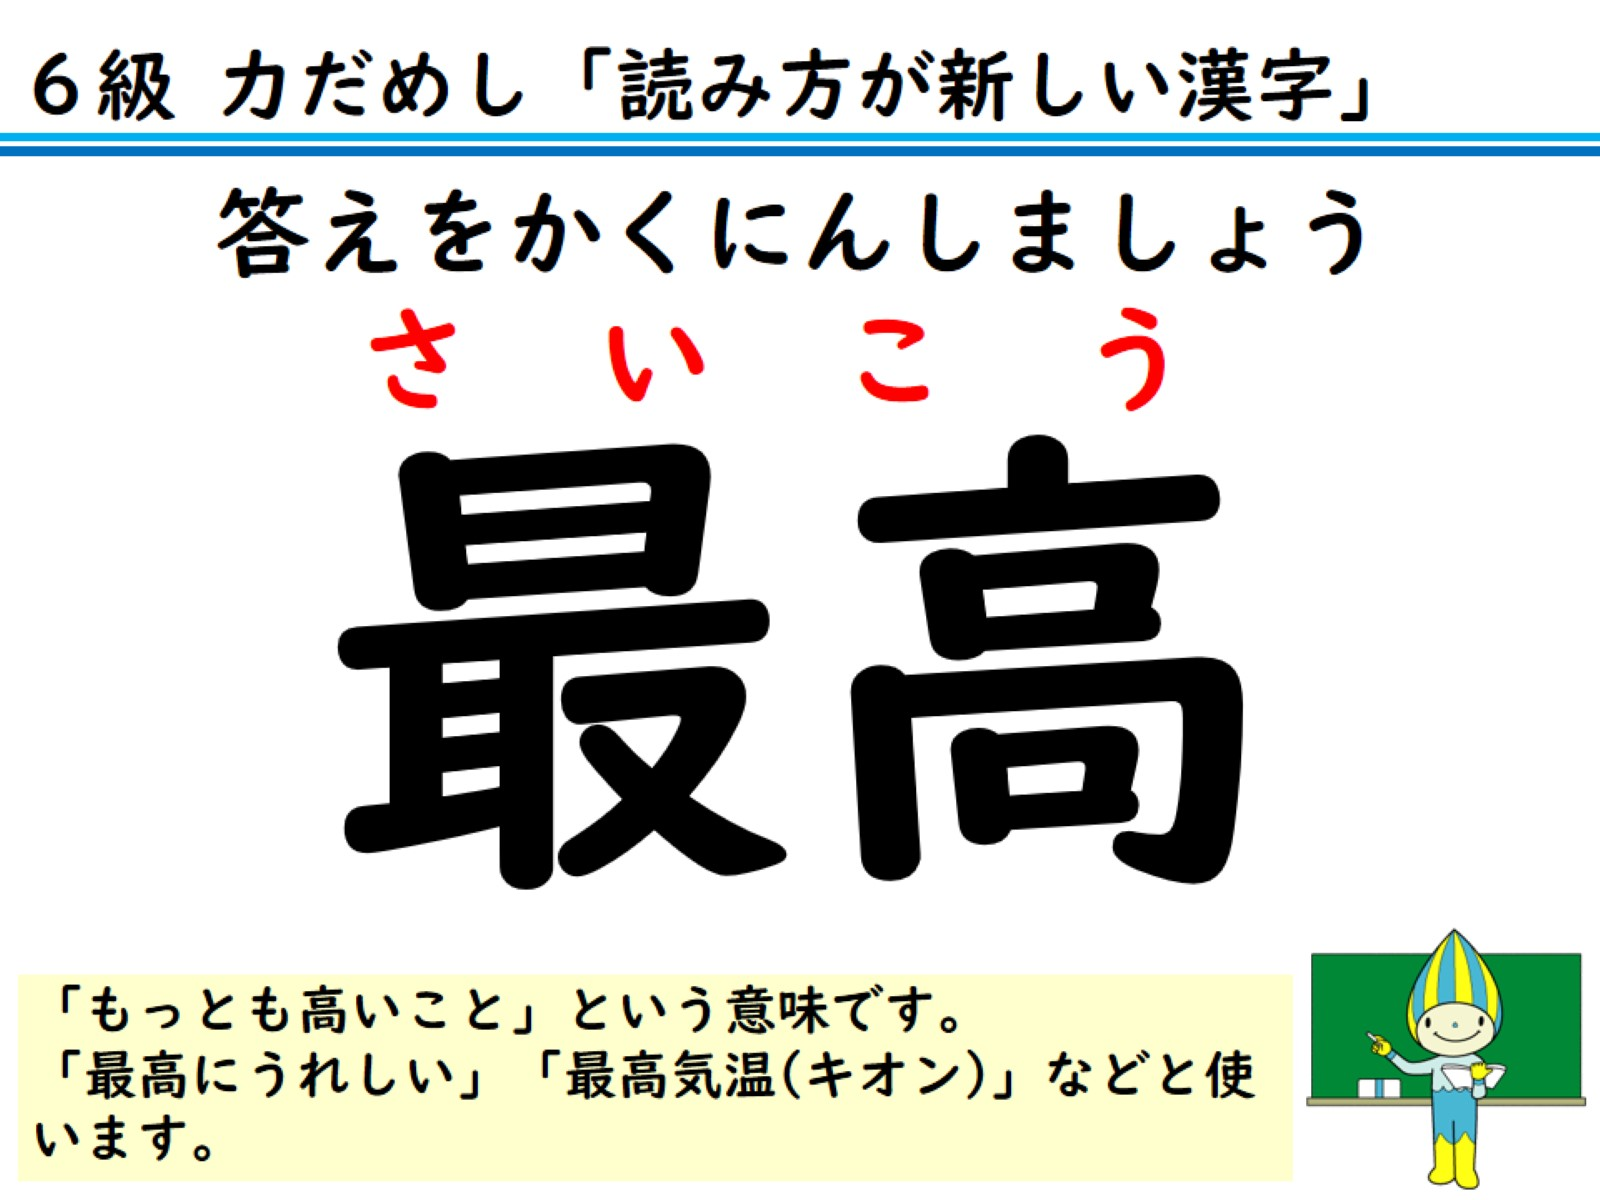 ６級 力だめし「読み方が新しい漢字」
答えをかくにんしましょう
さいこう
最高
「もっとも高いこと」という意味です。
「最高にうれしい」「最高気温(キオン)」などと使
います。